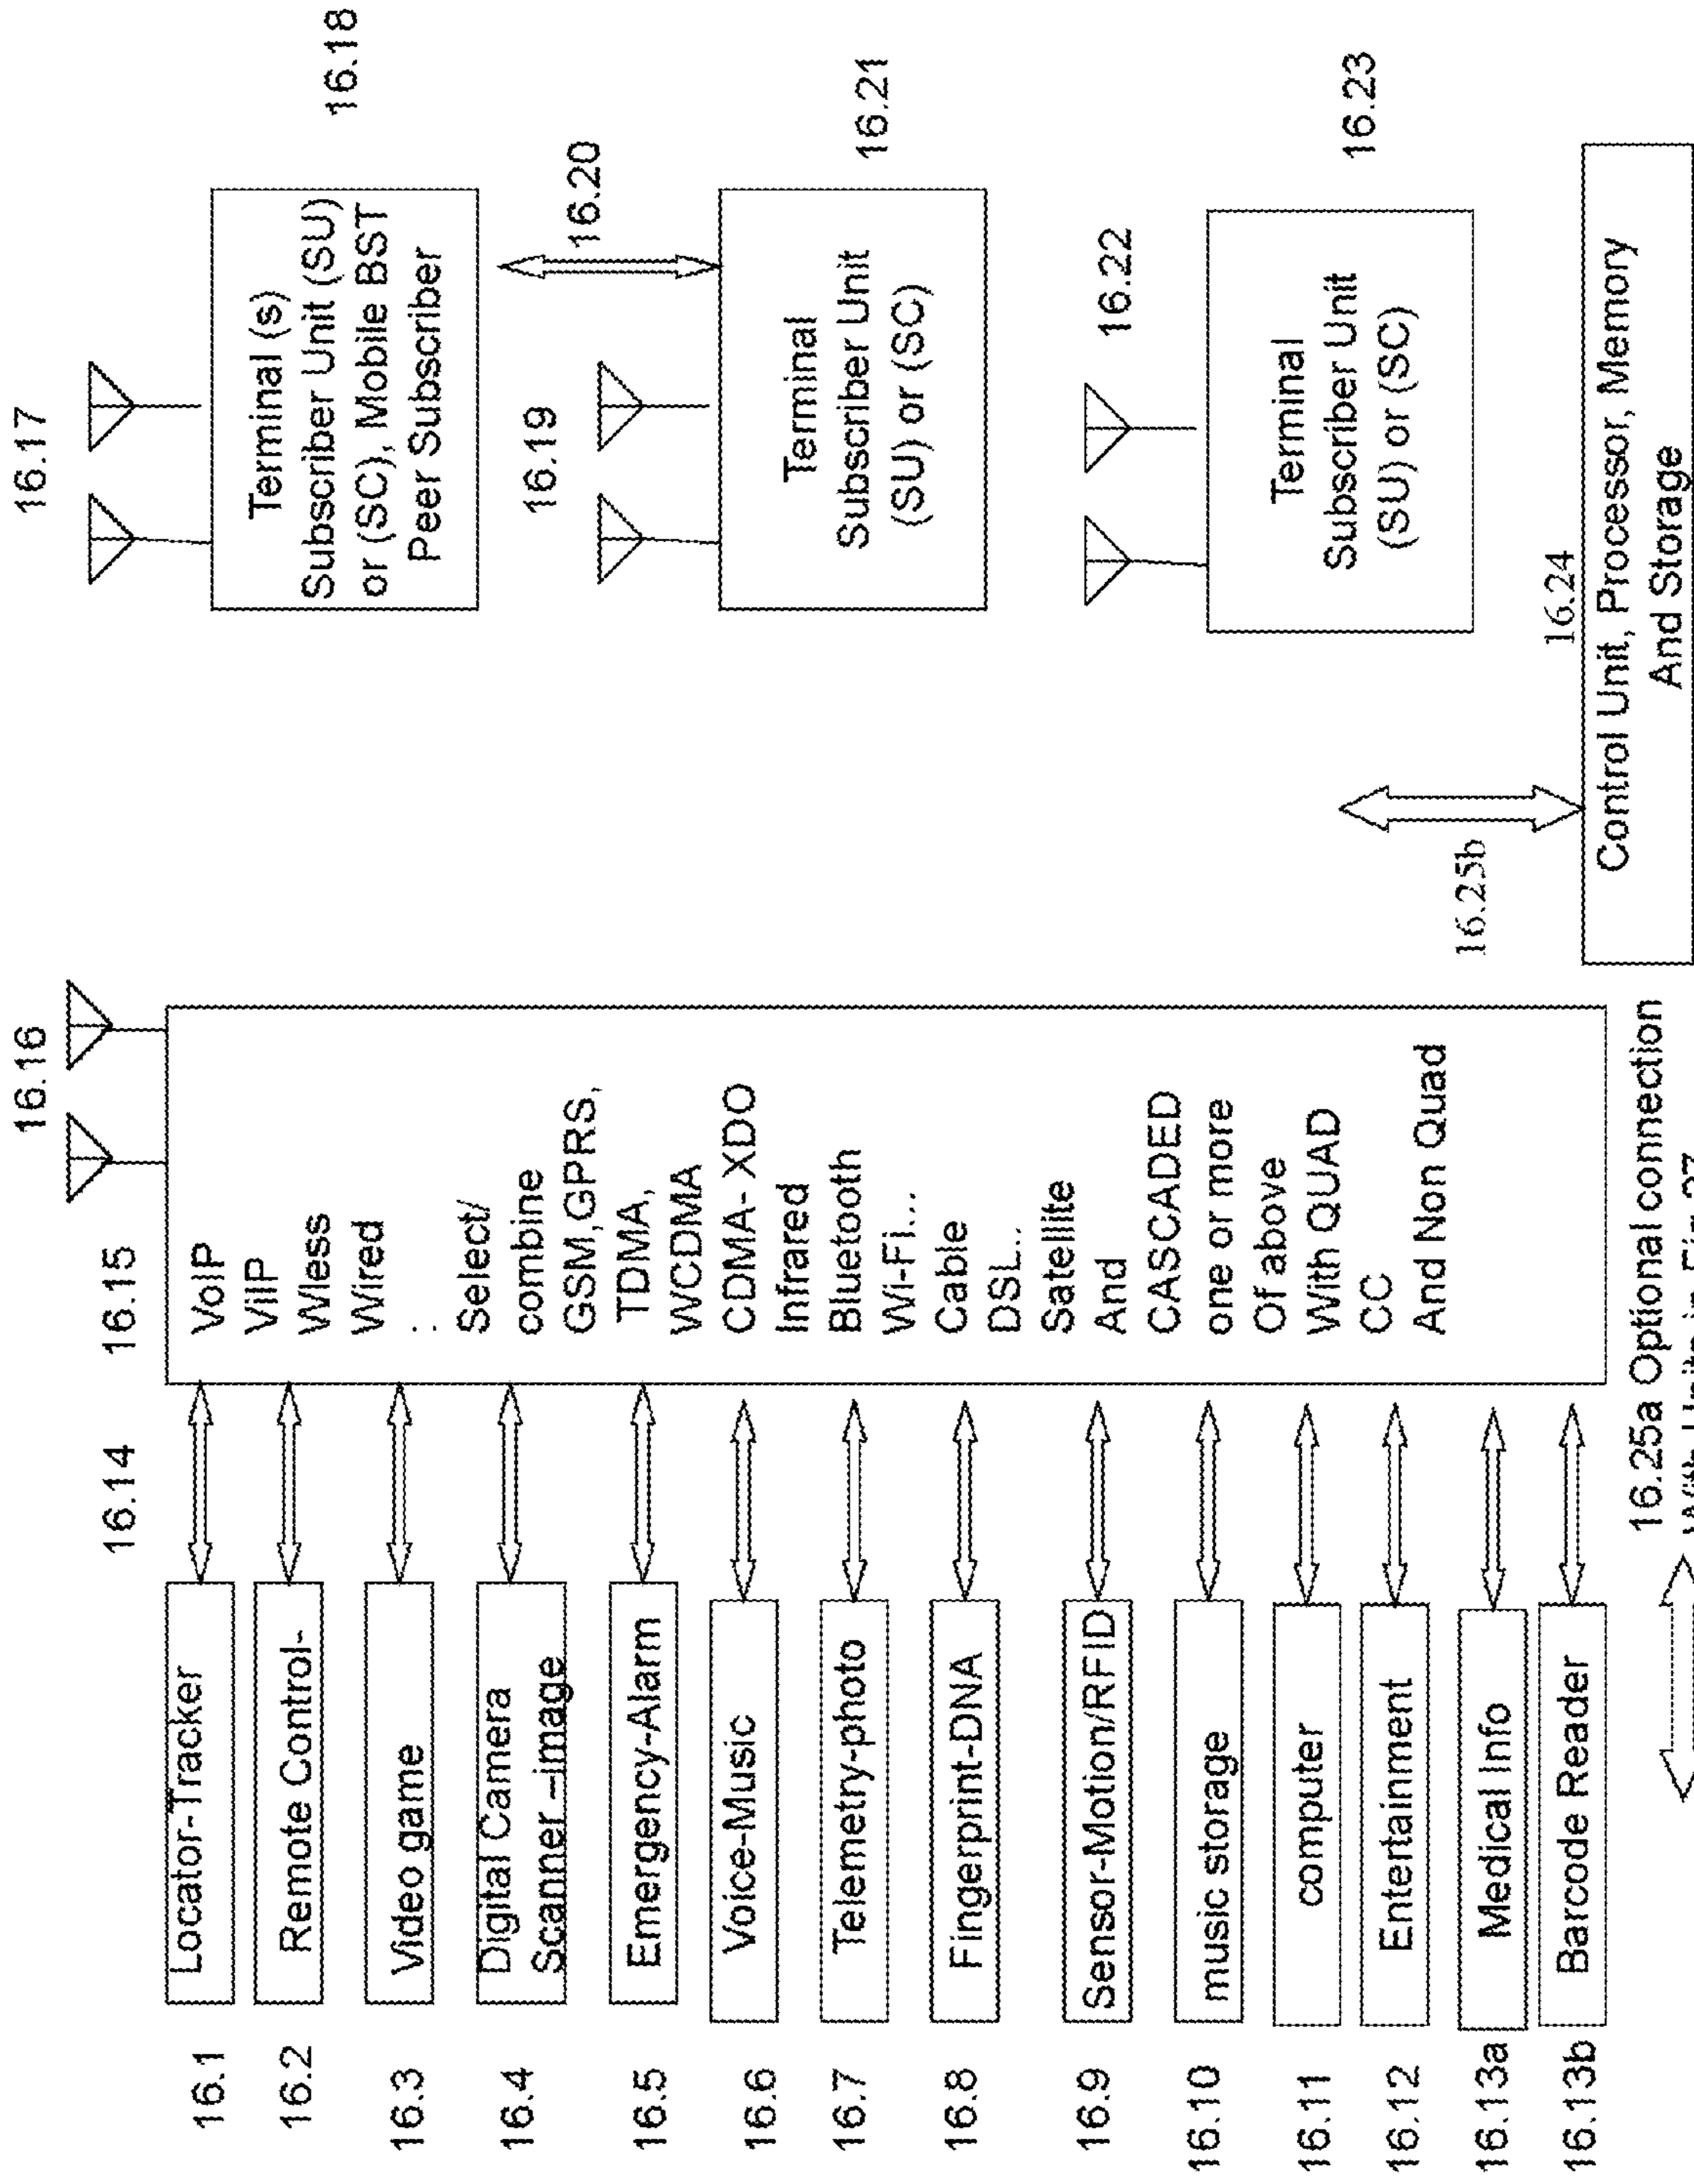 16.1
Locator-Tracker
16.2
Remote Control-
16.3
Video game
16.4
Digital Camera
Scanner –image
16.5
Emergency-Alarm
16.6
Voice-Music
16.7
Telemetry-photo
16.8
Fingerprint-DNA
16.9
Sensor-Motion/RFID
16.10
music storage
16.11
computer
16.12
Entertainment
16.13a
Medical Info
16.13b
Barcode Reader
16.14
16.15
16.16
VoIP
ViIP
Wless
Wired
..
Select/
combine
GSM,GPRS,
TDMA,
WCDMA
CDMA- XDO
Infrared
Bluetooth
Wi-Fi...
Cable
DSL..
Satellite
And
CASCADED
one or more
Of above
With QUAD
CC
And Non Quad
16.25a Optional connection
With Units in Fig 27
16.17
Terminal (s)
Subscriber Unit (SU)
or (SC), Mobile BST
Peer Subscriber
16.18
16.19
16.20
Terminal
Subscriber Unit
(SU) or (SC)
16.21
16.22
Terminal
Subscriber Unit
(SU) or (SC)
16.23
16.25b
16.24
Control Unit, Processor, Memory
And Storage